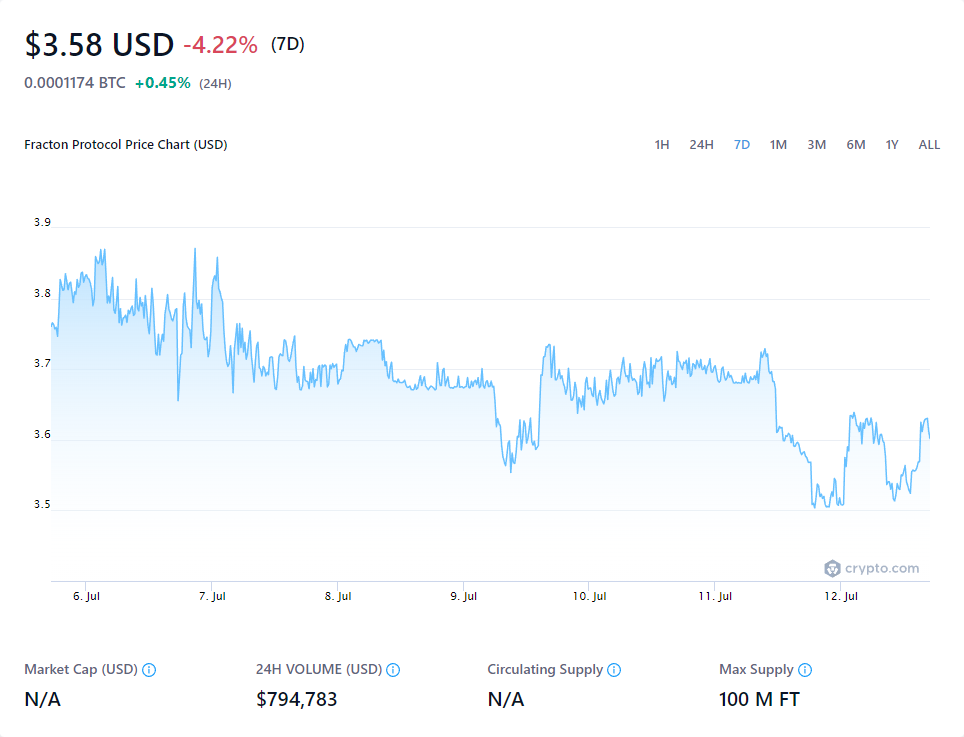 $3.58 USD -4.22% (7D)
0.0001174 BTC +0.45% (24H)
Fracton Protocol Price Chart (USD) 1H 24H 7D 1M 3M 6M 1Y ALL
3.9
3.8
3.7
3.6
3.5
crypto.com
6. Jul 7. Jul 8. Jul 9. Jul 10. Jul 11. Jul 12. Jul
Market Cap (USD) 24H VOLUME (USD) Circulating Supply Max Supply
N/A $794,783 N/A 100 M FT